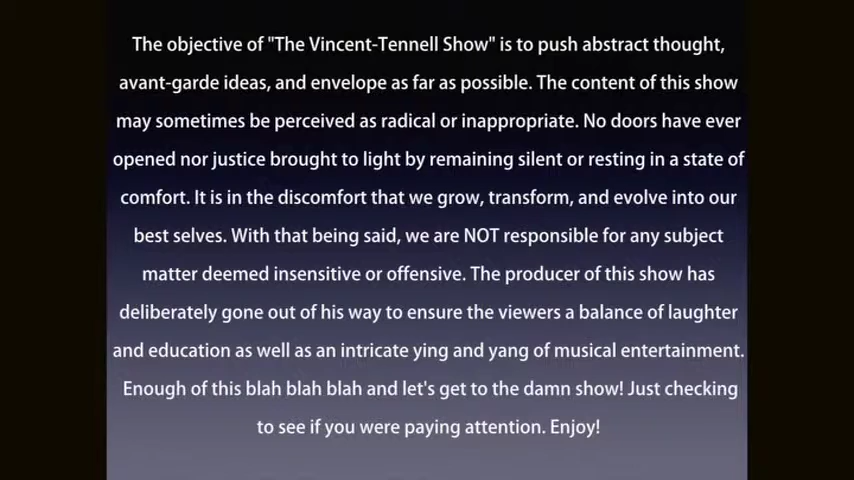 The objective of "The Vincent-Tennell Show" is to push abstract thought,
avant-garde ideas, and envelope as far as possible. The content of this show
may sometimes be perceived as radical or inappropriate. No doors have ever
opened nor justice brought to light by remaining silent or resting in a state of
comfort. It is in the discomfort that we grow, transform, and evolve into our
best selves. With that being said, we are NOT responsible for any subject
matter deemed insensitive or offensive. The producer of this show has
deliberately gone out of his way to ensure the viewers a balance of laughter
and education as well as an intricate ying and yang of musical entertainment.
Enough of this blah blah blah and let's get to the damn show! Just checking
to see if you were paying attention. Enjoy!